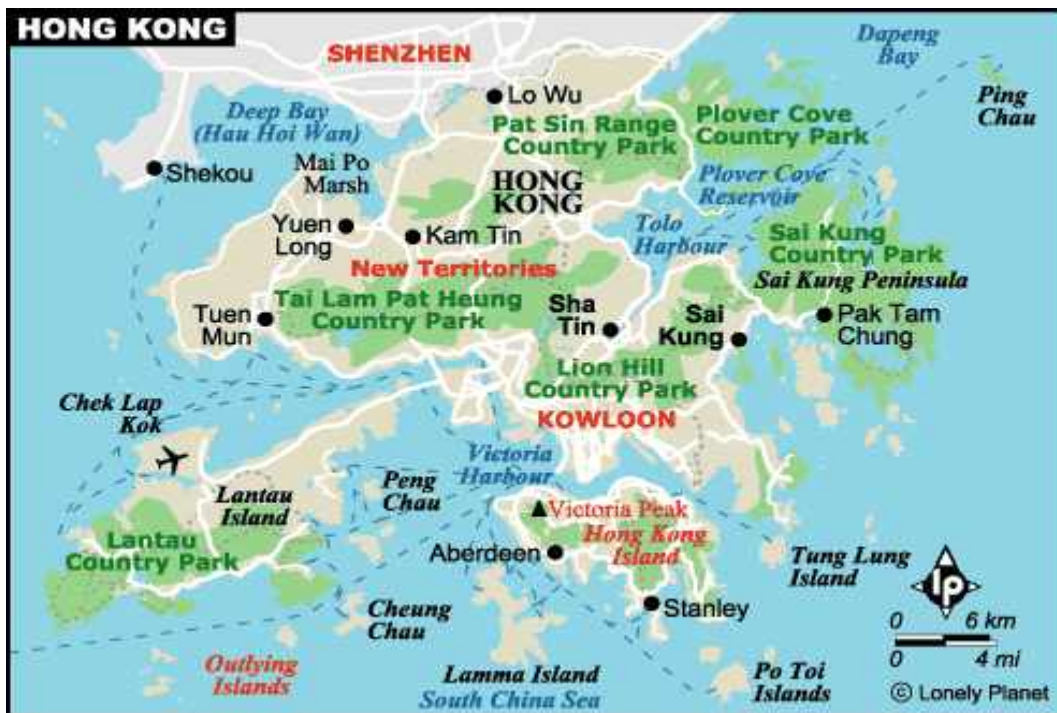 HONG KONG
SHENZHEN
Dapeng
Bay
Ping
Chau
Deep Bay
(Hau Hoi Wan)
Lo Wu
Pat Sin Range
Country Park
Plover Cove
Country Park
Shekou
Mai Po
Marsh
HONG
KONG
Plover Cove
Reservoir
Yuen
Long
Kam Tin
Tolo
Harbour
Sai Kung
Country Park
New Territories
Sai Kung Peninsula
Tai Lam Pat Heung
Country Park
Tuen
Mun
Sha
Tin
Sai
Kung
Pak Tam
Chung
Lion Hill
Country Park
Chek Lap
Kok
KOWLOON
Victoria
Harbour
Peng
Chau
Lantau
Island
Victoria Peak
Hong Kong
Island
Lantau
Country Park
Aberdeen
Tung Lung
Island
lp
Stanley
Cheung
Chau
0 6 km
0 4 mi
Outlying
Islands
Lamma Island
South China Sea
Po Toi
Islands
© Lonely Planet